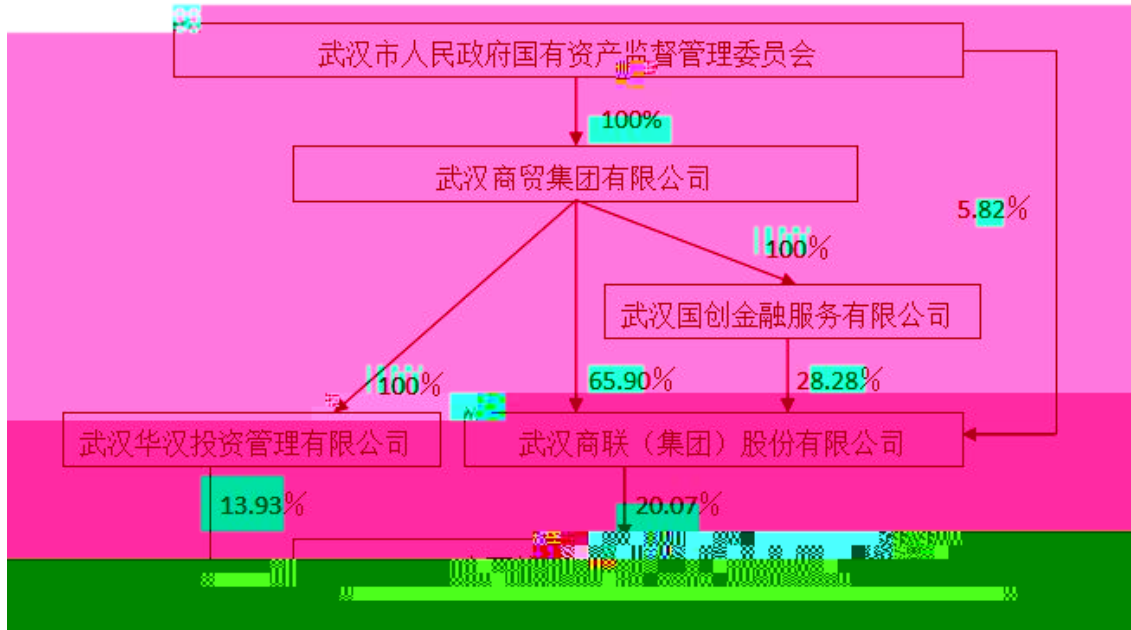 武汉市人民政府国有资产监督管理委员会
100%
武汉商贸集团有限公司
5.82%
100%
武汉国创金融服务有限公司
100%
65.90%
28.28%
武汉华汉投资管理有限公司
武汉商联（集团）股份有限公司
13.93%
20.07%